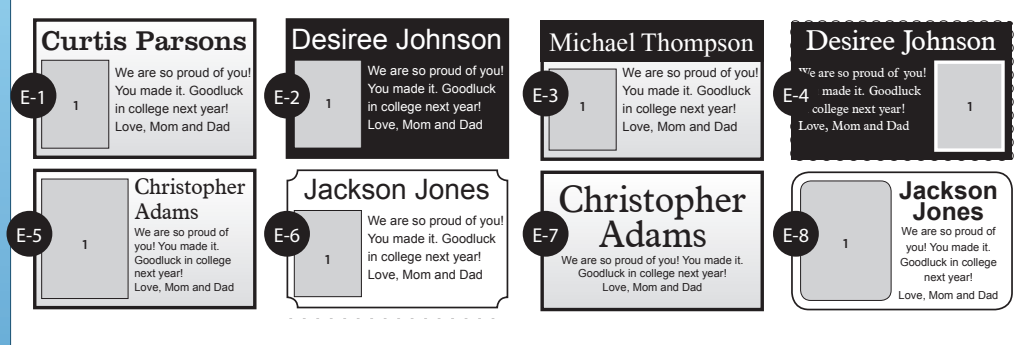 Curtis Parsons
E-1
1
We are so proud of you!
You made it. Goodluck
in college next year!
Love, Mom and Dad
Desiree Johnson
E-2
1
We are so proud of you!
You made it. Goodluck
in college next year!
Love, Mom and Dad
Michael Thompson
E-3
1
We are so proud of you!
You made it. Goodluck
in college next year!
Love, Mom and Dad
Desiree Johnson
E-4
We are so proud of you!
made it. Goodluck
college next year!
Love, Mom and Dad
1
E-5
1
Christopher
Adams
We are so proud of
you! You made it.
Goodluck in college
next year!
Love, Mom and Dad
Jackson Jones
E-6
1
We are so proud of you!
You made it. Goodluck
in college next year!
Love, Mom and Dad
E-7
Christopher
Adams
We are so proud of you! You made it.
Goodluck in college next year!
Love, Mom and Dad
E-8
1
Jackson
Jones
We are so proud of
you! You made it.
Goodluck in college
next year!
Love, Mom and Dad